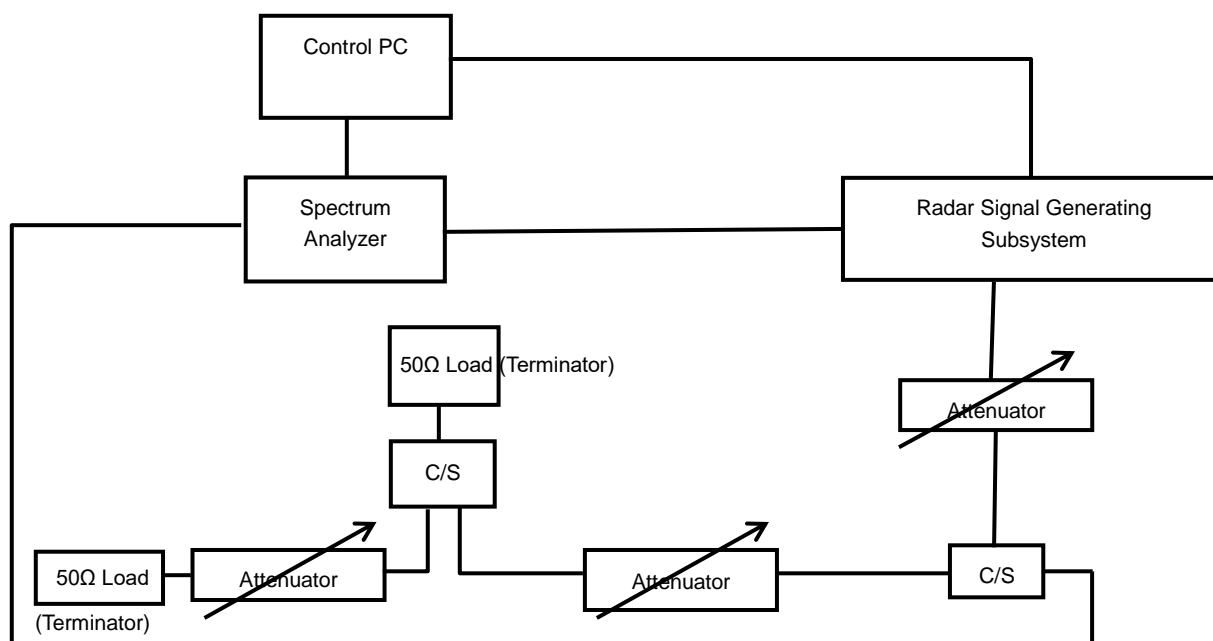 Control PC
Spectrum
Analyzer
Radar Signal Generating
Subsystem
50Ω Load (Terminator)
Attenuator
C/S
50Ω Load
(Terminator)
Attenuator
Attenuator
C/S